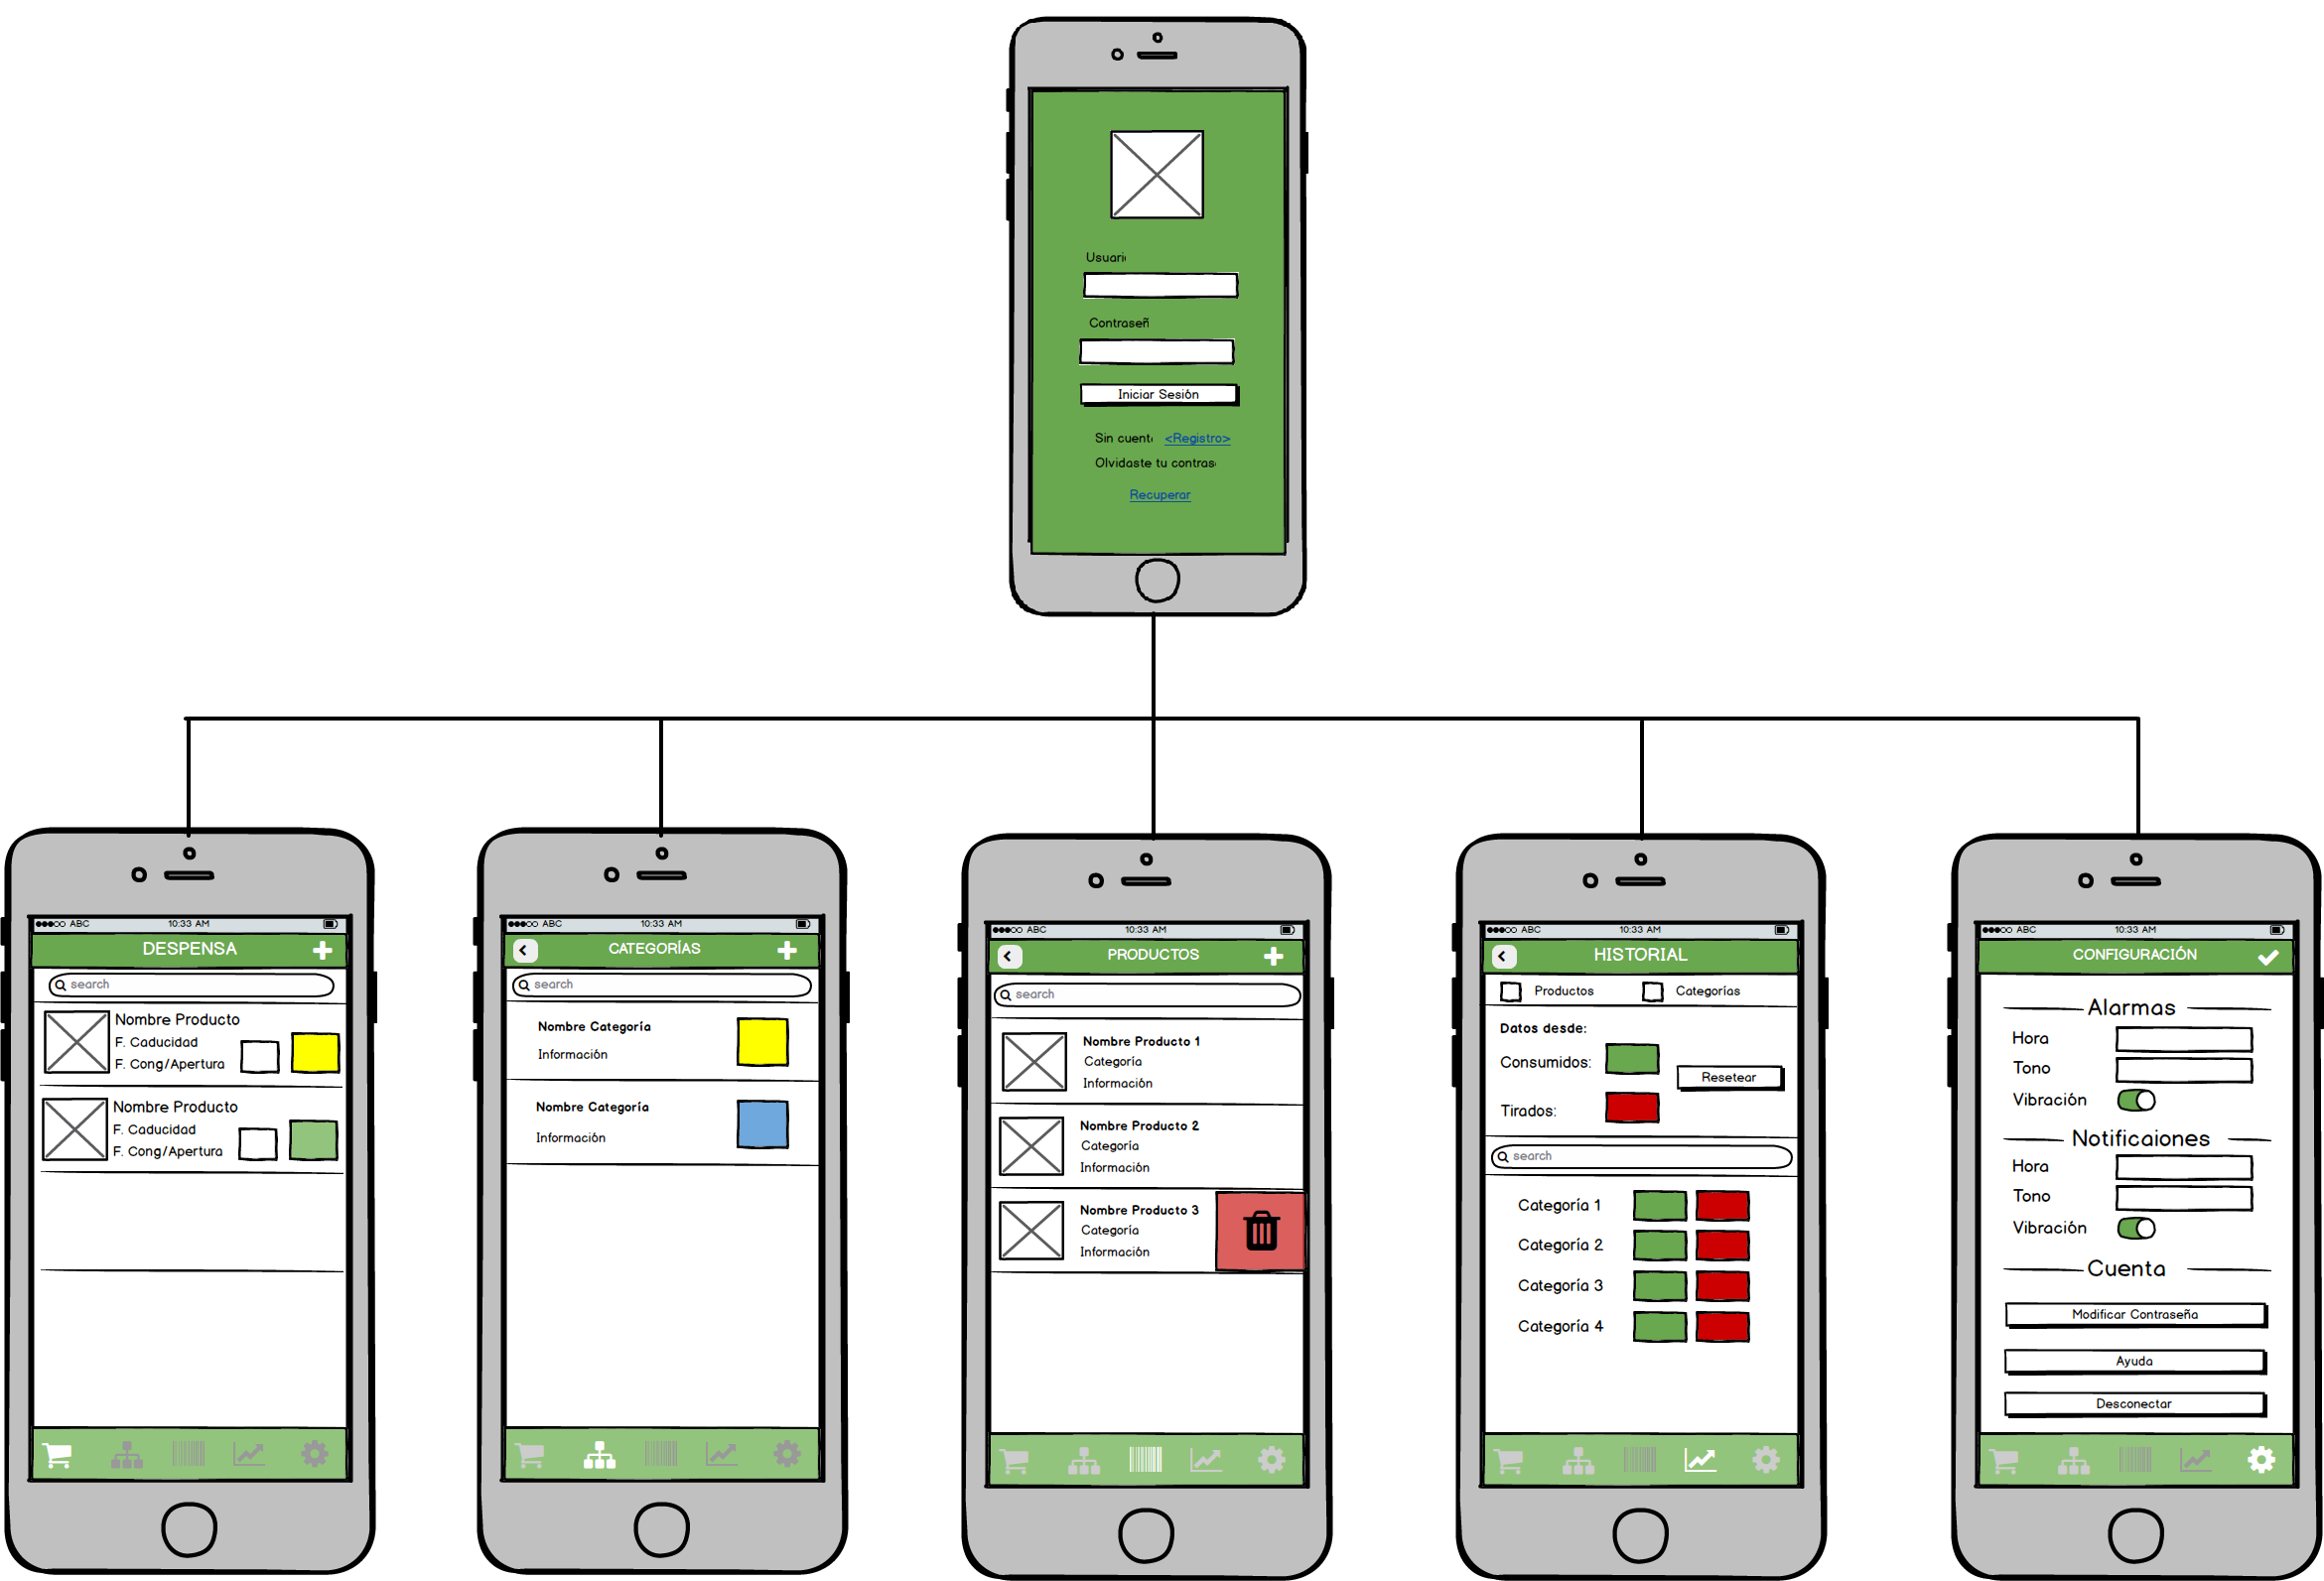 Usuari
Contraseñ
Iniciar Sesión
Sin cuent <Registro>
Olvidaste tu contras
Recuperar
ABC 10:33 AM
DESPENSA
search
Nombre Producto
F. Caducidad
F. Cong/Apertura
Nombre Producto
F. Caducidad
F. Cong/Apertura
ABC 10:33 AM
CATEGORÍAS
search
Nombre Categoría
Información
Nombre Categoría
Información
ABC 10:33 AM
PRODUCTOS
search
Nombre Producto 1
Categoría
Información
Nombre Producto 2
Categoría
Información
Nombre Producto 3
Categoría
Información
ABC 10:33 AM
HISTORIAL
Productos Categorías
Datos desde:
Consumidos:
Resetear
Tirados:
search
Categoría 1
Categoría 2
Categoría 3
Categoría 4
ABC 10:33 AM
CONFIGURACIÓN
Alarmas
Hora
Tono
Vibración
Notificaiones
Hora
Tono
Vibración
Cuenta
Modificar Contraseña
Ayuda
Desconectar